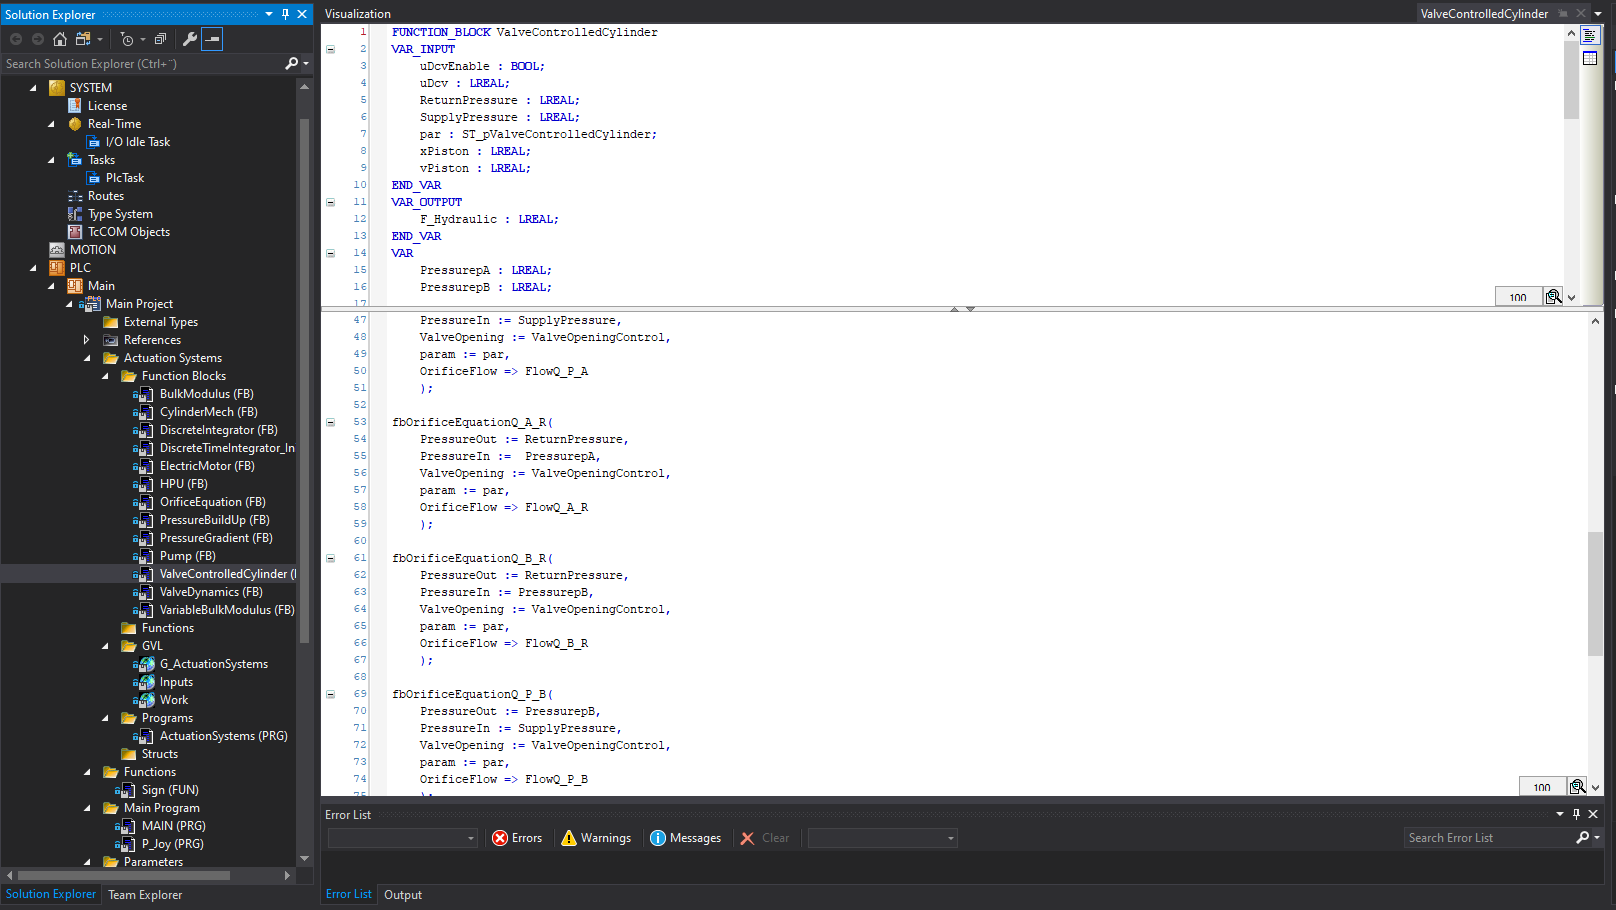 Solution Explorer
Search Solution Explorer (Ctrl+¨)
SYSTEM
License
Real-Time
I/O Idle Task
Tasks
PlcTask
Routes
Type System
TcCOM Objects
MOTION
PLC
Main
Main Project
External Types
References
Actuation Systems
Function Blocks
BulkModulus (FB)
CylinderMech (FB)
DiscreteIntegrator (FB)
DiscreteTimeIntegrator_In
ElectricMotor (FB)
HPU (FB)
OrificeEquation (FB)
PressureBuildUp (FB)
PressureGradient (FB)
Pump (FB)
ValveControlledCylinder (
ValveDynamics (FB)
VariableBulkModulus (FB)
Functions
GVL
G_ActuationSystems
Inputs
Work
Programs
ActuationSystems (PRG)
Structs
Functions
Sign (FUN)
Main Program
MAIN (PRG)
P_Joy (PRG)
Parameters
Solution Explorer Team Explorer
Visualization ValveControlledCylinder
1 FUNCTION_BLOCK ValveControlledCylinder
2 VAR_INPUT
3 uDcvEnable : BOOL;
4 uDcv : LREAL;
5 ReturnPressure : LREAL;
6 SupplyPressure : LREAL;
7 par : ST_pValveControlledCylinder;
8 xPiston : LREAL;
9 vPiston : LREAL;
10 END_VAR
11 VAR_OUTPUT
12 F_Hydraulic : LREAL;
13 END_VAR
14 VAR
15 PressurepA : LREAL;
16 PressurepB : LREAL;
17
100
47 PressureIn := SupplyPressure,
48 ValveOpening := ValveOpeningControl,
49 param := par,
50 OrificeFlow => FlowQ_P_A
51 );
52
53 fbOrificeEquationQ_A_R(
54 PressureOut := ReturnPressure,
55 PressureIn := PressurepA,
56 ValveOpening := ValveOpeningControl,
57 param := par,
58 OrificeFlow => FlowQ_A_R
59 );
60
61 fbOrificeEquationQ_B_R(
62 PressureOut := ReturnPressure,
63 PressureIn := PressurepB,
64 ValveOpening := ValveOpeningControl,
65 param := par,
66 OrificeFlow => FlowQ_B_R
67 );
68
69 fbOrificeEquationQ_P_B(
70 PressureOut := PressurepB,
71 PressureIn := SupplyPressure,
72 ValveOpening := ValveOpeningControl,
73 param := par,
74 OrificeFlow => FlowQ_P_B
75 );
100
Error List
Errors Warnings Messages Clear Search Error List
Error List Output